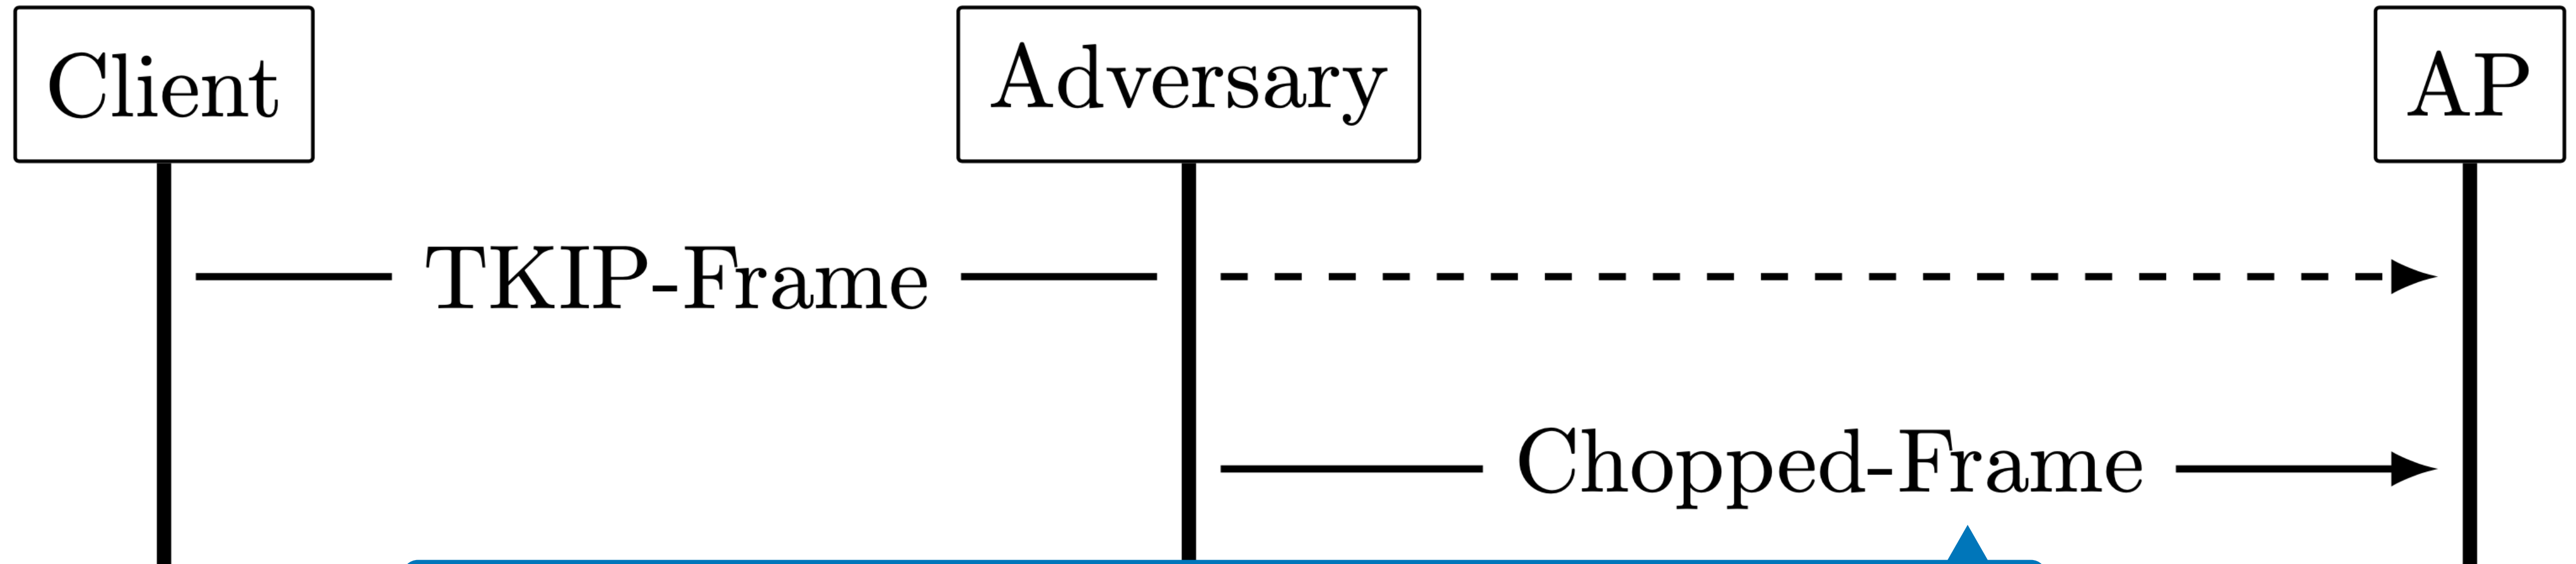 Client
Adversary
AP
TKIP-Frame
Chopped-Frame